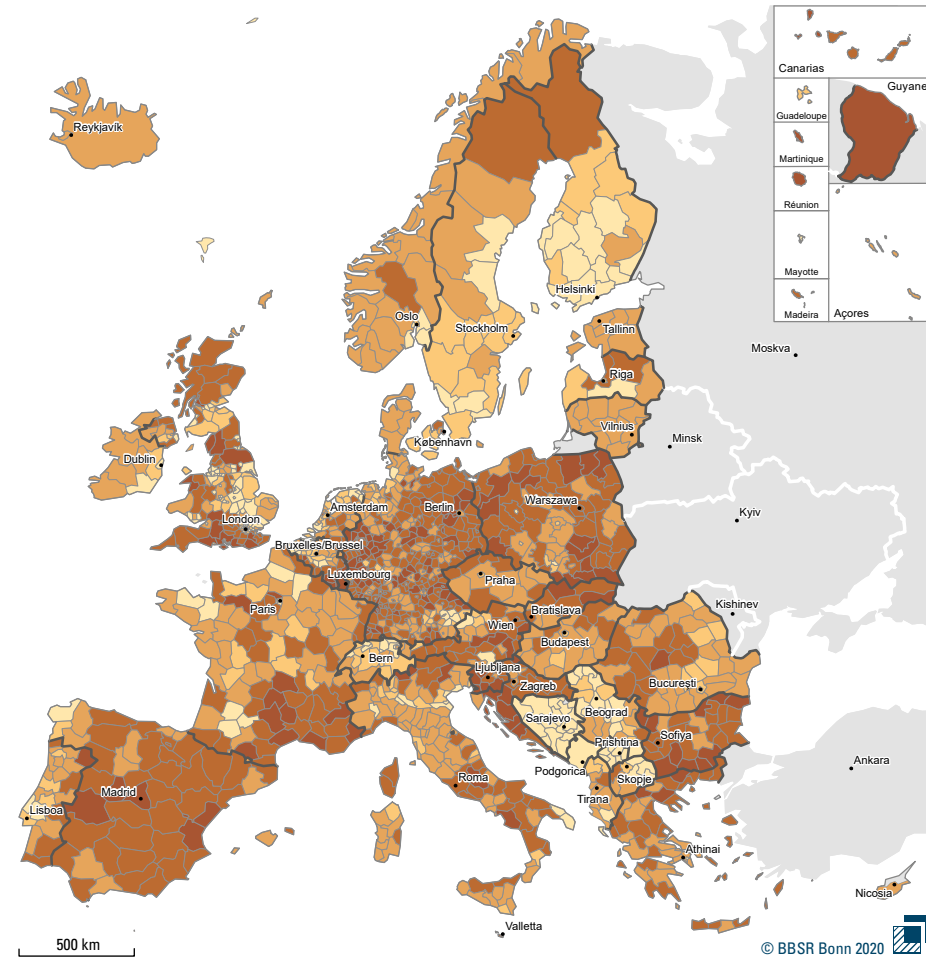 Canarias
Guyane
Guadeloupe
Martinique
Réunion
Mayotte
Madeira
Açores
Reykjavík
Helsinki
Oslo
Stockholm
Tallinn
Moskva
Riga
Vilnius
Minsk
København
Dublin
Warszawa
London
Amsterdam
Berlin
Kyiv
Bruxelles/Brussel
Luxembourg
Praha
Paris
Kishinev
Bratislava
Wien
Budapest
Bern
Ljubljana
Zagreb
Bucureşti
Beograd
Sarajevo
Sofiya
Prishtina
Podgorica
Skopje
Ankara
Roma
Tirana
Madrid
Lisboa
Athinai
Nicosia
Valletta
500 km
© BBSR Bonn 2020